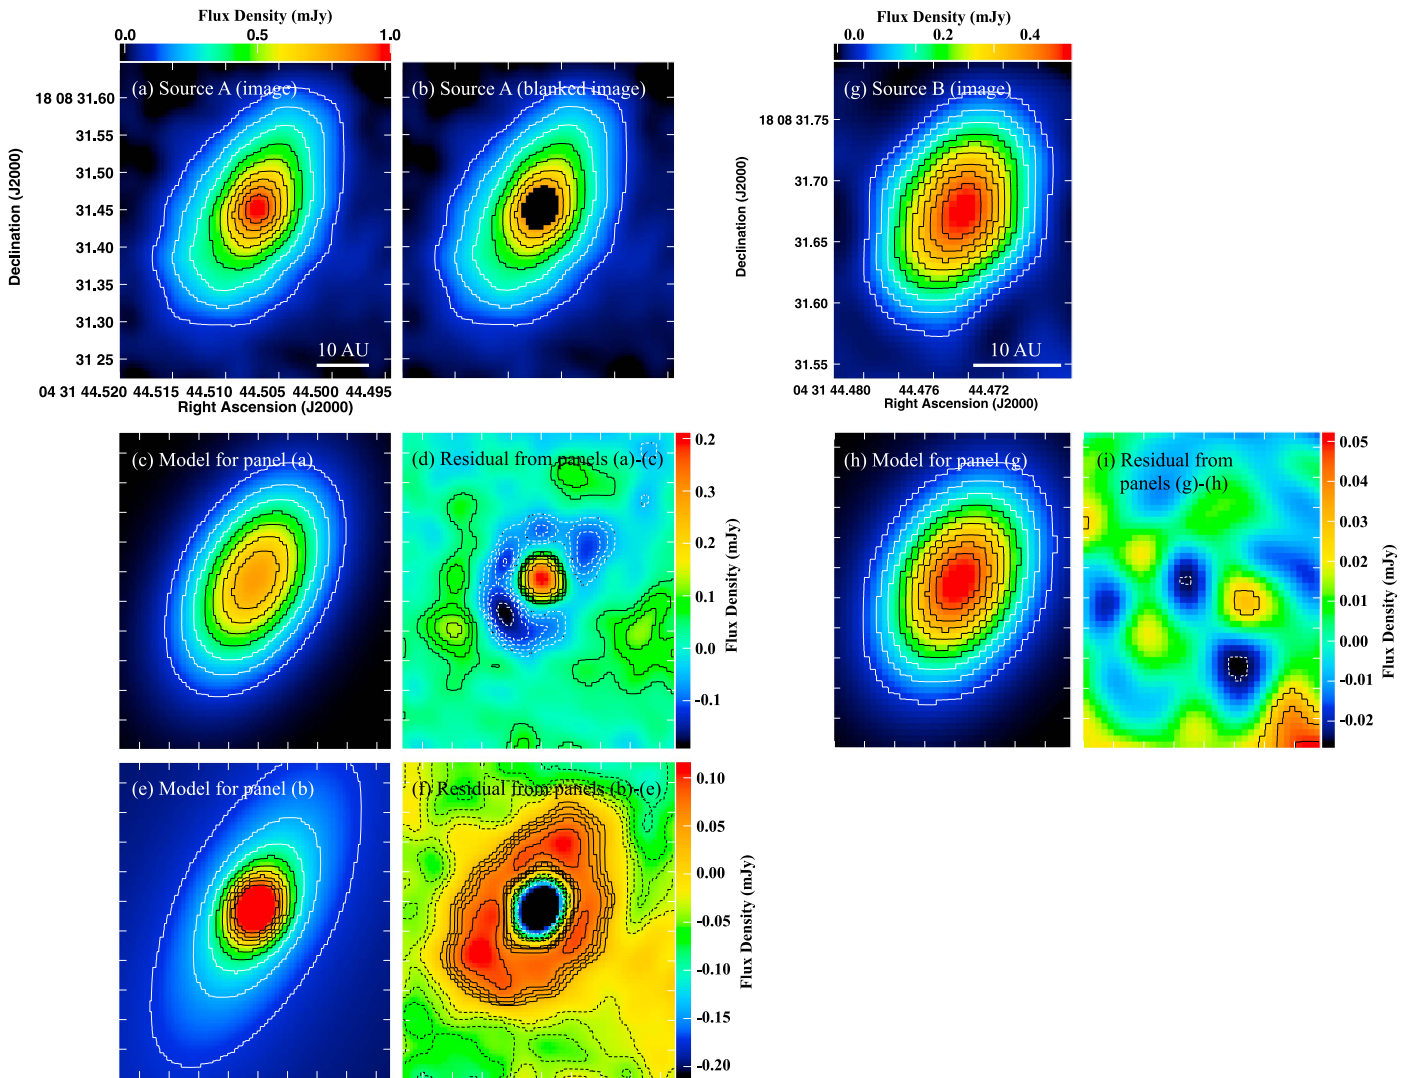 Flux Density (mJy)
0.0 0.5 1.0
(a) Source A (image)
(b) Source A (blanked image)
Declination (J2000)
18 08 31.60
31.55
31.50
31.45
31.40
31.35
31.30
31 25
10 AU
04 31 44.520 44.515 44.510 44.505 44.500 44.495
Right Ascension (J2000)
Flux Density (mJy)
0.0 0.2 0.4
(g) Source B (image)
Declination (J2000)
18 08 31.75
31.70
31.65
31.60
31.55
10 AU
04 31 44.480 44.476 44.472
Right Ascension (J2000)
(c) Model for panel (a)
(d) Residual from panels (a)-(c)
0.2
0.3
0.2
0.1
0.0
-0.1
Flux Density (mJy)
(h) Model for panel (g)
(i) Residual from
panels (g)-(h)
0.05
0.04
0.03
0.02
0.01
0.00
-0.01
-0.02
Flux Density (mJy)
(e) Model for panel (b)
(f) Residual from panels (b)-(e)
0.10
0.05
0.00
-0.05
-0.10
-0.15
-0.20
Flux Density (mJy)